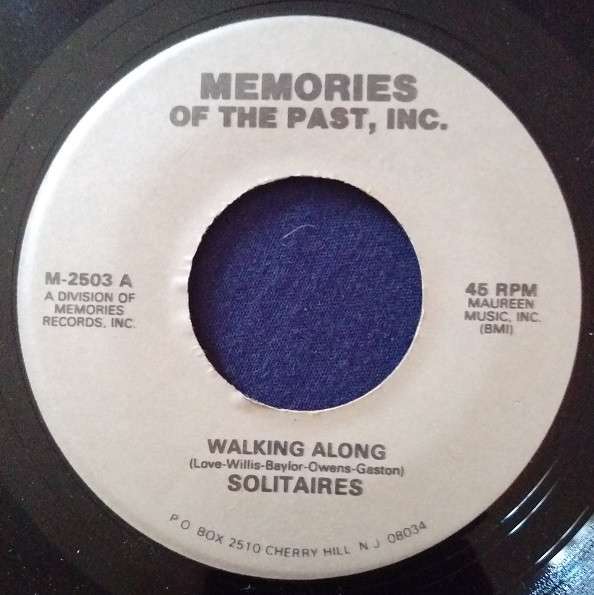 MEMORIES
OF THE PAST, INC.
M-2503 A
A DIVISION OF
MEMORIES
RECORDS, INC.
45 RPM
MAUREEN
MUSIC, INC.
(BMI)
WALKING ALONG
(Love-Willis-Baylor-Owens-Gaston)
SOLITAIRES
P O BOX 2510 CHERRY HILL N J 08034